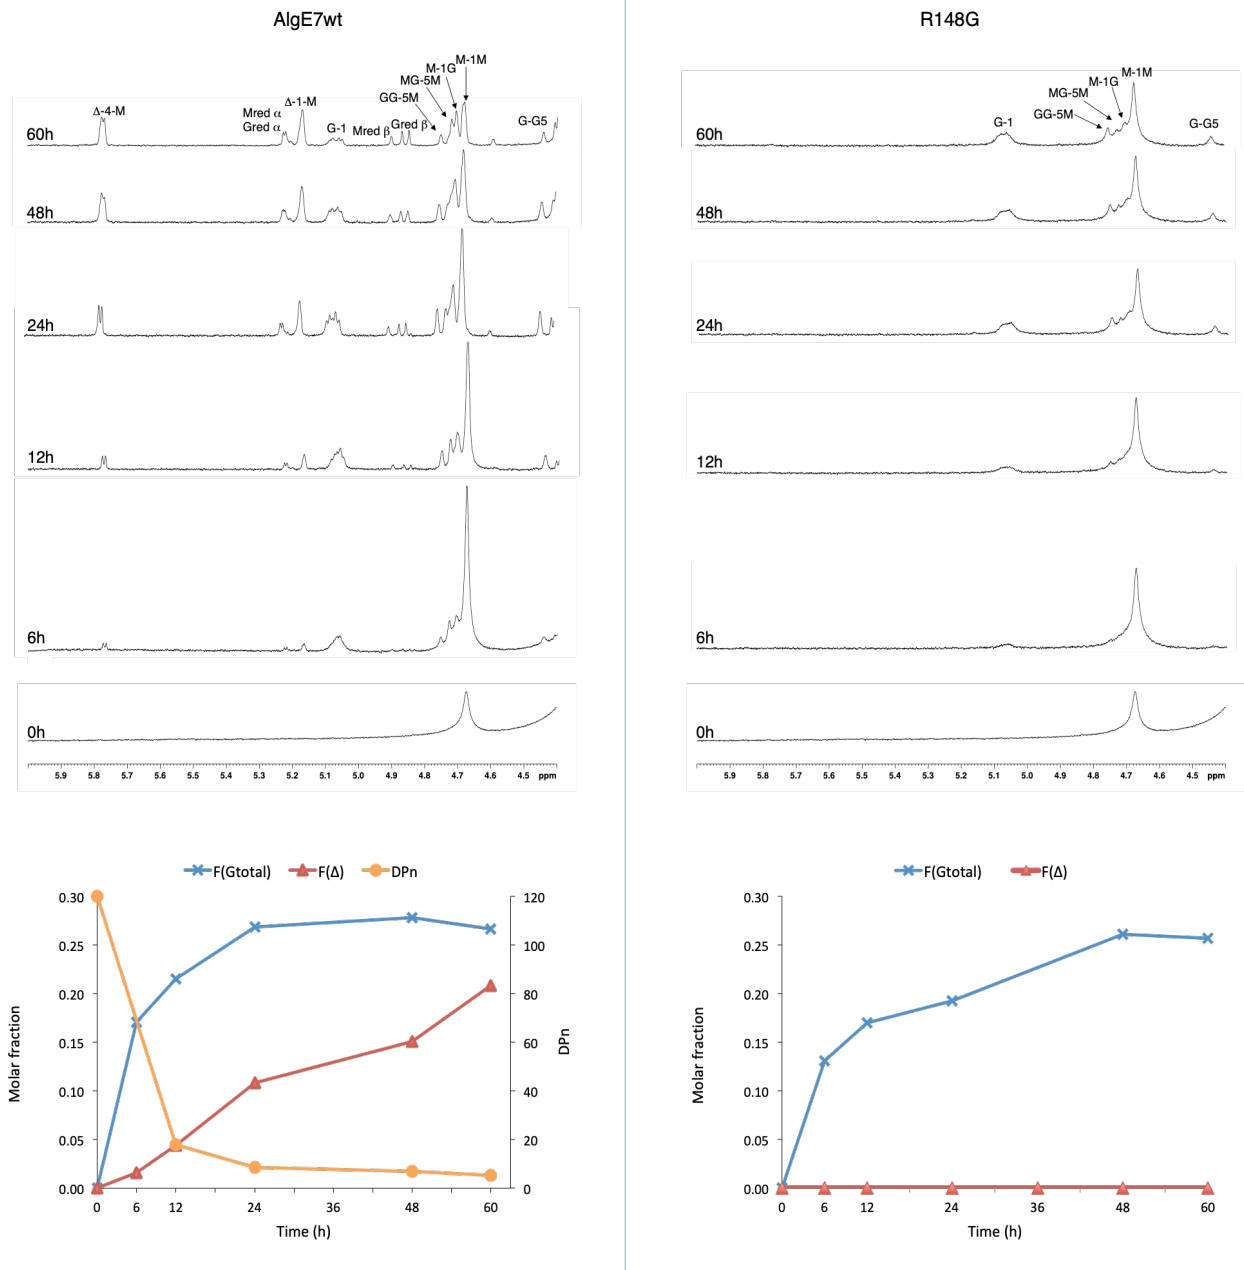 AlgE7wt
M-1M
M-1G
MG-5M
GG-5M
Δ-4-M
Δ-1-M
Mred α
Gred α
G-1
Mred β
Gred β
G-G5
60h
48h
24h
12h
6h
0h
5.9 5.8 5.7 5.6 5.5 5.4 5.3 5.2 5.1 5.0 4.9 4.8 4.7 4.6 4.5 ppm
F(Gtotal) F(Δ) DPn
0.30
0.25
0.20
0.15
0.10
0.05
0.00
Molar fraction
120
100
80
60
40
20
0
DPn
0 6 12 24 36 48 60
Time (h)
R148G
M-1M
M-1G
MG-5M
GG-5M
G-1
G-G5
60h
48h
24h
12h
6h
0h
5.9 5.8 5.7 5.6 5.5 5.4 5.3 5.2 5.1 5.0 4.9 4.8 4.7 4.6 4.5 ppm
F(Gtotal) F(Δ)
0.30
0.25
0.20
0.15
0.10
0.05
0.00
Molar fraction
0 6 12 24 36 48 60
Time (h)